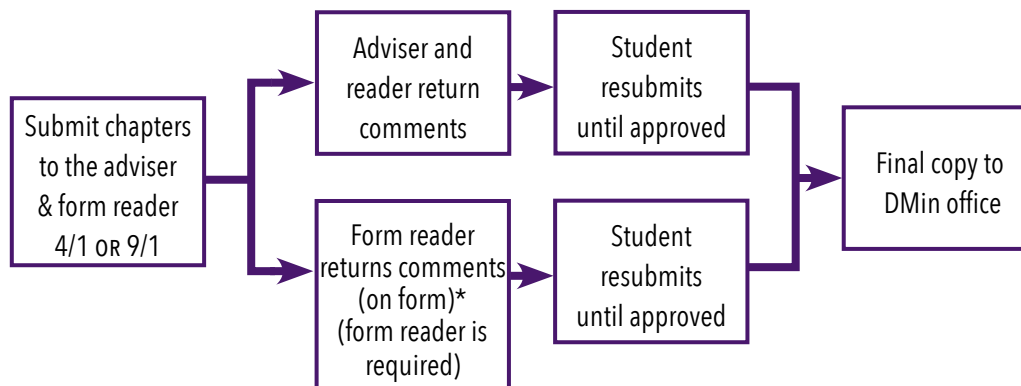 Submit chapters
to the adviser
& form reader
4/1 OR 9/1
Adviser and
reader return
comments
Student
resubmits
until approved
Form reader
returns comments
(on form)*
(form reader is
required)
Student
resubmits
until approved
Final copy to
DMin office